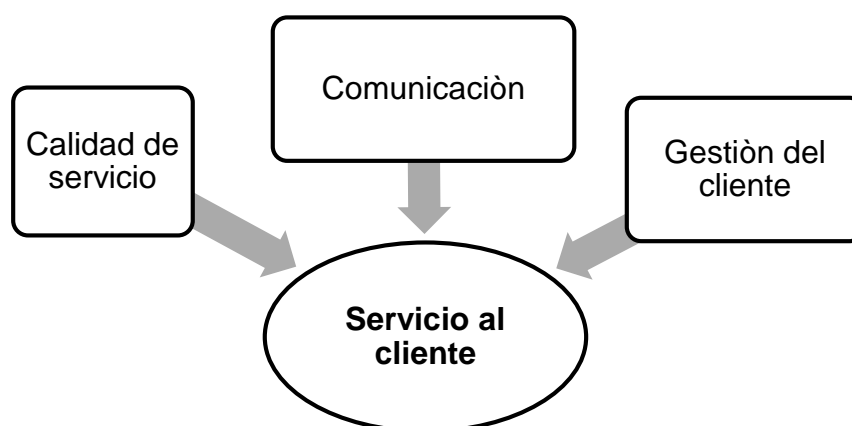 Comunicaciòn
Calidad de
servicio
Gestiòn del
cliente
Servicio al
cliente